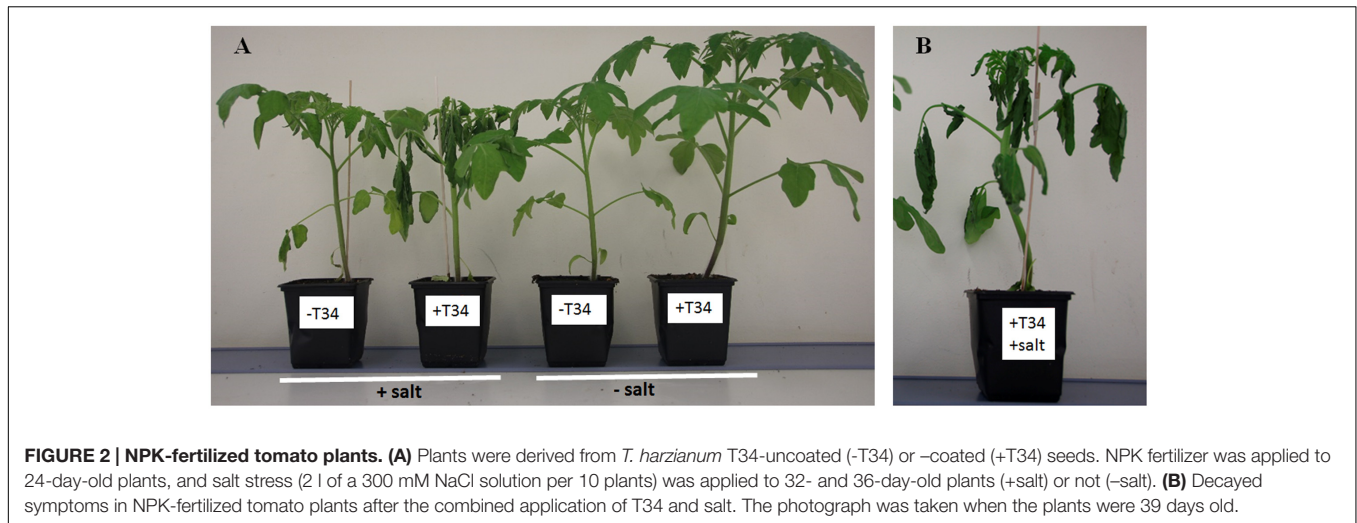 A
B
-T34
+T34
-T34
+T34
+ salt
- salt
+T34
+salt
FIGURE 2 | NPK-fertilized tomato plants. (A) Plants were derived from T. harzianum T34-uncoated (-T34) or –coated (+T34) seeds. NPK fertilizer was applied to
24-day-old plants, and salt stress (2 l of a 300 mM NaCl solution per 10 plants) was applied to 32- and 36-day-old plants (+salt) or not (–salt). (B) Decayed
symptoms in NPK-fertilized tomato plants after the combined application of T34 and salt. The photograph was taken when the plants were 39 days old.